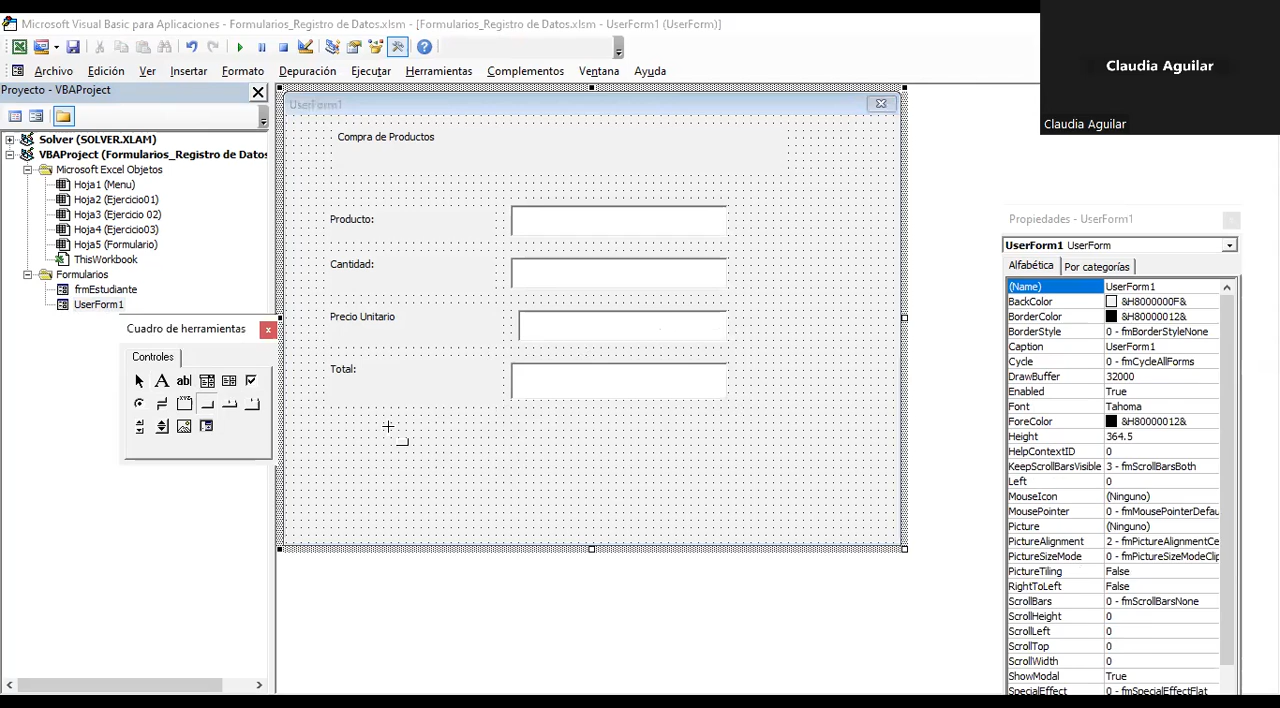 Microsoft Visual Basic para Aplicaciones - Formularios_Registro de Datos.xlsm - [Formularios_Registro de Datos.xlsm - UserForm1 (UserForm)]
Archivo Edición Ver Insertar Formato Depuración Ejecutar Herramientas Complementos Ventana Ayuda
Claudia Aguilar
Claudia Aguilar
Proyecto - VBAProject
Solver (SOLVER.XLAM)
VBAProject (Formularios_Registro de Datos
Microsoft Excel Objetos
Hoja1 (Menu)
Hoja2 (Ejercicio01)
Hoja3 (Ejercicio 02)
Hoja4 (Ejercicio03)
Hoja5 (Formulario)
ThisWorkbook
Formularios
frmEstudiante
UserForm1
Cuadro de herramientas
Controles
UserForm1
Compra de Productos
Producto:
Cantidad:
Precio Unitario
Total:
Propiedades - UserForm1
UserForm1 UserForm
Alfabética Por categorías
(Name) UserForm1
BackColor &H8000000F&
BorderColor &H80000012&
BorderStyle 0 - fmBorderStyleNone
Caption UserForm1
Cycle 0 - fmCycleAllForms
DrawBuffer 32000
Enabled True
Font Tahoma
ForeColor &H80000012&
Height 364.5
HelpContextID 0
KeepScrollBarsVisible 3 - fmScrollBarsBoth
Left 0
MouseIcon (Ninguno)
MousePointer 0 - fmMousePointerDefau
Picture (Ninguno)
PictureAlignment 2 - fmPictureAlignmentCe
PictureSizeMode 0 - fmPictureSizeModeClip
PictureTiling False
RightToLeft False
ScrollBars 0 - fmScrollBarsNone
ScrollHeight 0
ScrollLeft 0
ScrollTop 0
ScrollWidth 0
ShowModal True
SpecialEffect 0 - fmSpecialEffectFlat